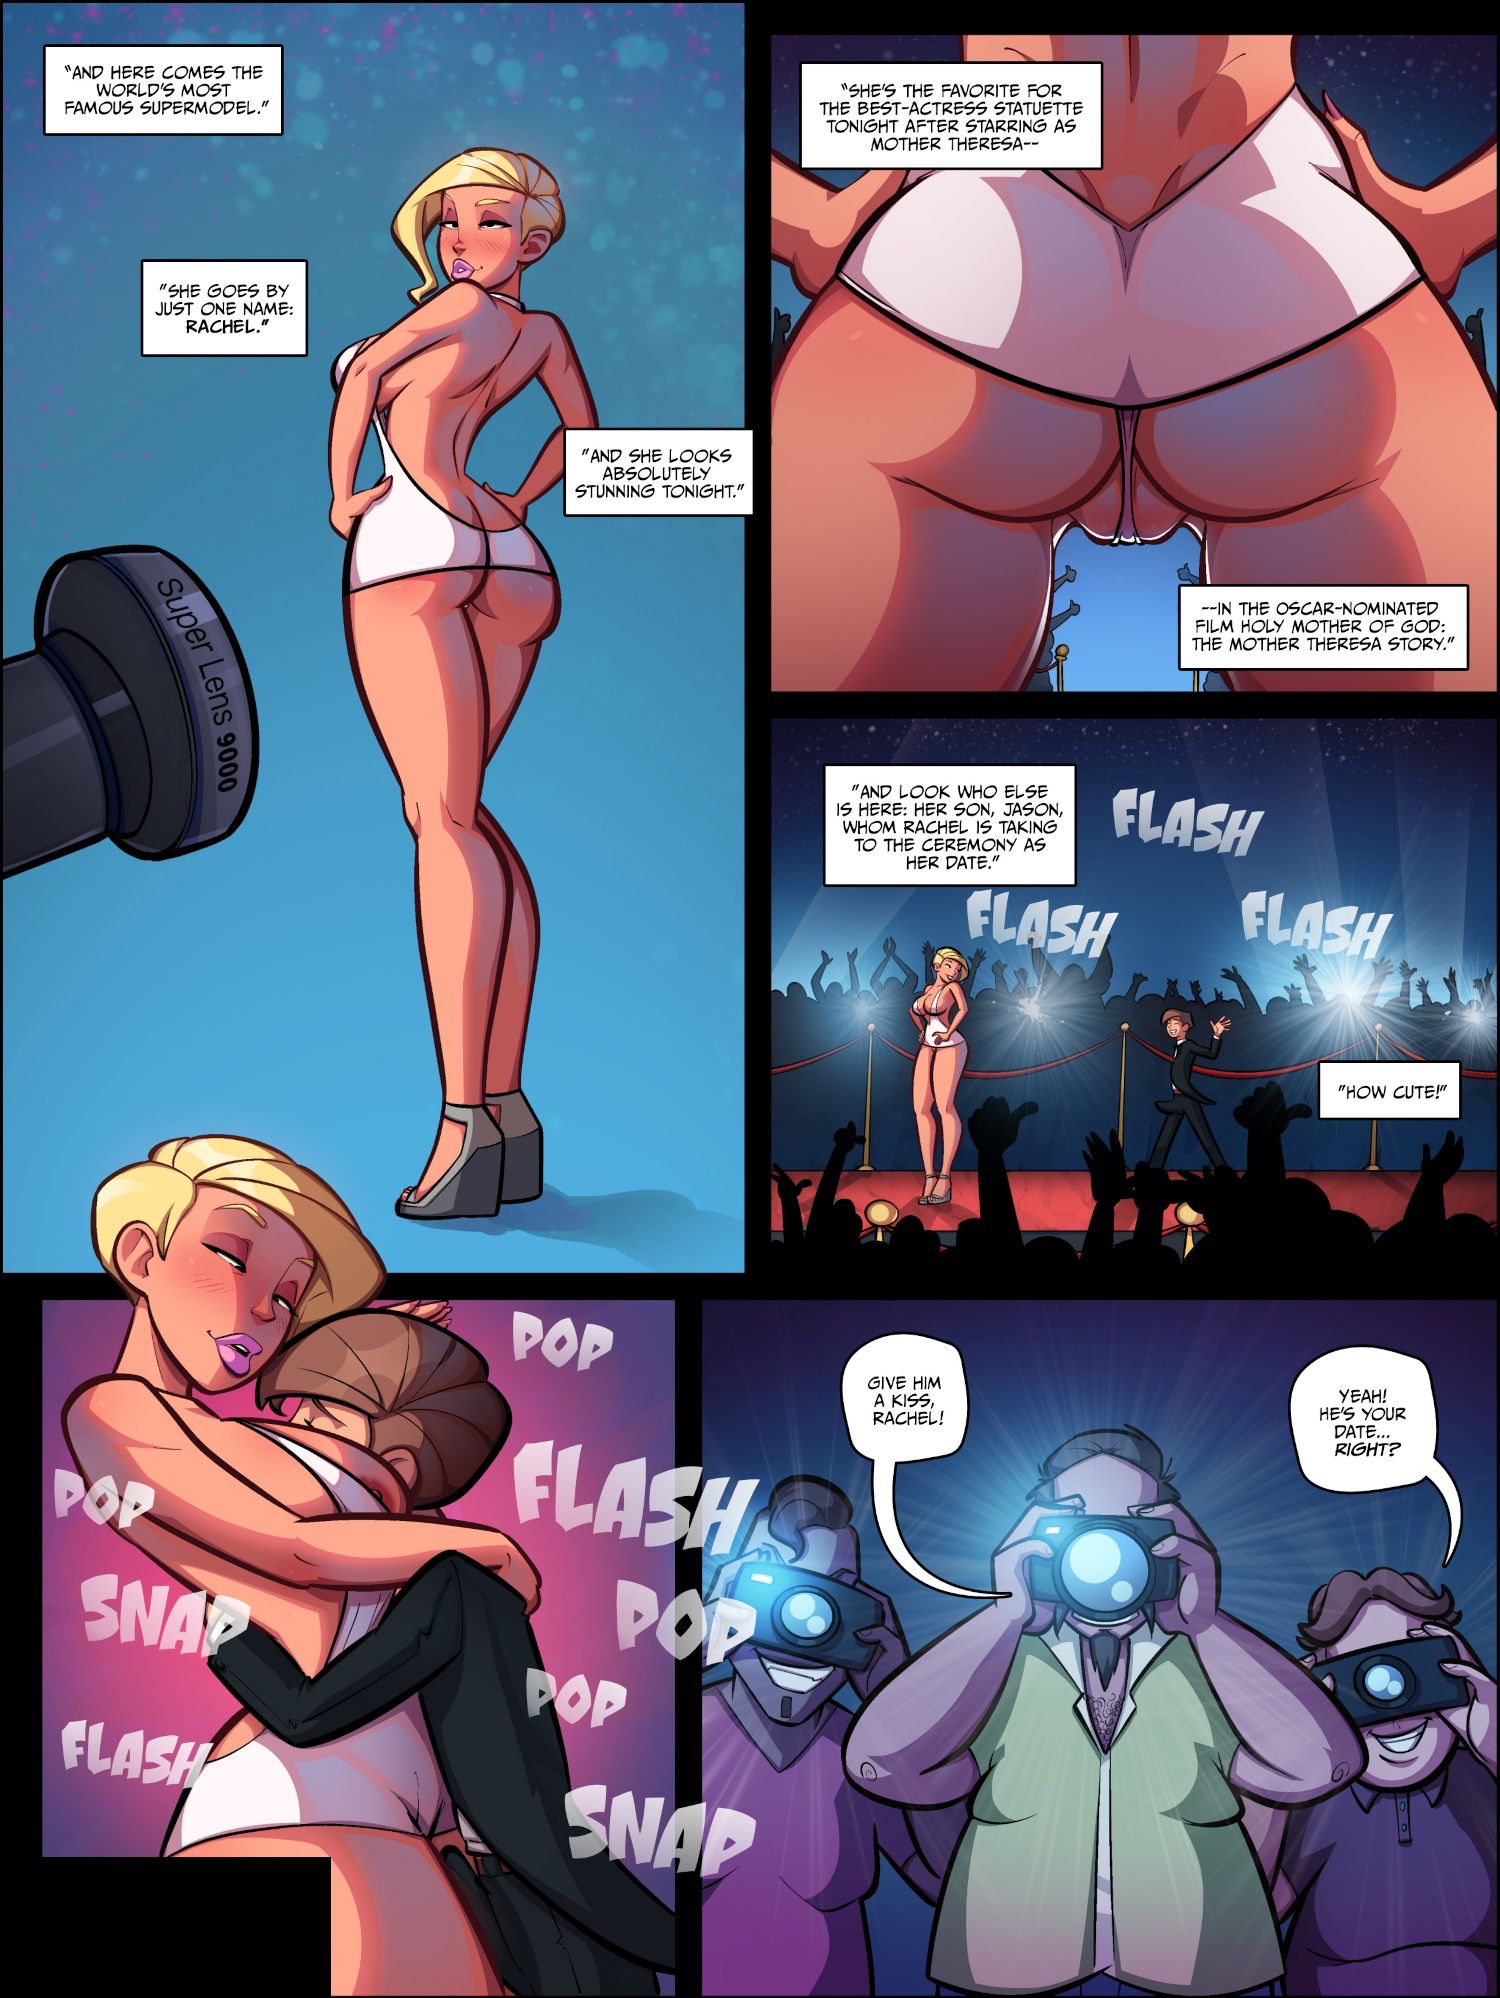 "AND HERE COMES THE
WORLD'S MOST
FAMOUS SUPERMODEL."
"SHE GOES BY
JUST ONE NAME:
RACHEL."
"AND SHE LOOKS
ABSOLUTELY
STUNNING TONIGHT."
Super Lens 9000
"SHE'S THE FAVORITE FOR
THE BEST-ACTRESS STATUETTE
TONIGHT AFTER STARRING AS
MOTHER THERESA--
--IN THE OSCAR-NOMINATED
FILM HOLY MOTHER OF GOD:
THE MOTHER THERESA STORY."
"AND LOOK WHO ELSE
IS HERE: HER SON, JASON,
WHOM RACHEL IS TAKING
TO THE CEREMONY AS
HER DATE."
FLASH
FLASH
FLASH
"HOW CUTE!"
POP
FLASH
POP
SNAP
POP
POP
FLASH
SNAP
GIVE HIM
A KISS,
RACHEL!
YEAH!
HE'S YOUR
DATE...
RIGHT?